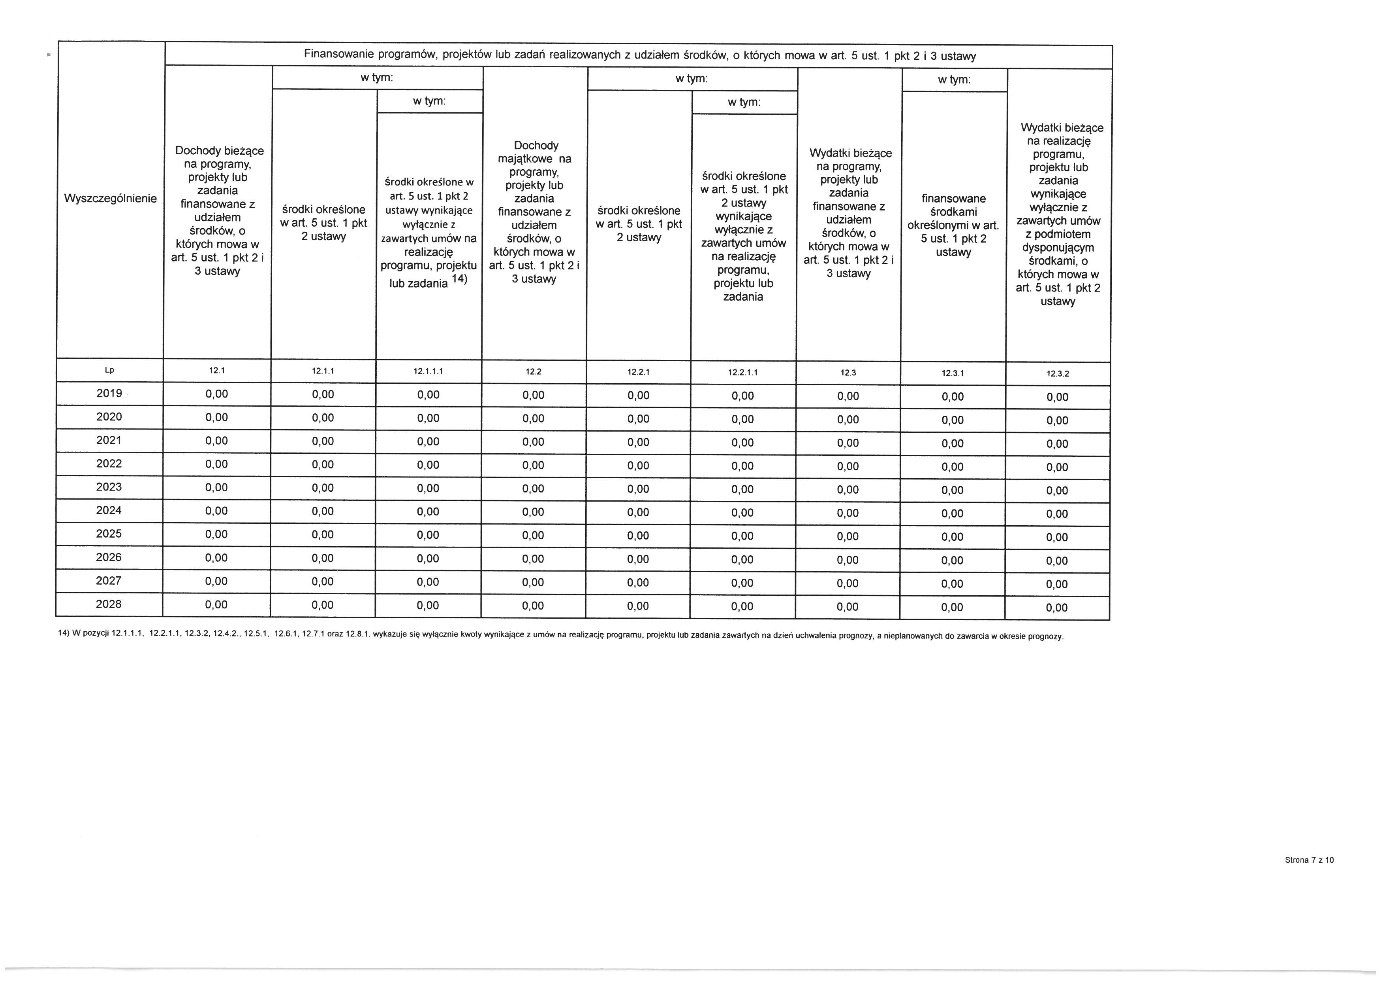 Finansowanie programów, projektów lub zadań realizowanych z udziałem środków, o których mowa w art. 5 ust. 1 pkt 2 i 3 ustawy
Wyszczególnienie
Dochody bieżące
na programy,
projekty lub
zadania
finansowane z
udziałem
środków, o
których mowa w
art. 5 ust. 1 pkt 2 i
3 ustawy
w tym:
środki określone
w art. 5 ust. 1 pkt
2 ustawy
w tym:
środki określone w
art. 5 ust. 1 pkt 2
ustawy wynikające
wyłącznie z
zawartych umów na
realizację
programu, projektu
lub zadania 14)
Dochody
majątkowe na
programy,
projekty lub
zadania
finansowane z
udziałem
środków, o
których mowa w
art. 5 ust. 1 pkt 2 i
3 ustawy
w tym:
środki określone
w art. 5 ust. 1 pkt
2 ustawy
w tym:
środki określone
w art. 5 ust. 1 pkt
2 ustawy
wynikające
wyłącznie z
zawartych umów
na realizację
programu,
projektu lub
zadania
Wydatki bieżące
na programy,
projekty lub
zadania
finansowane z
udziałem
środków, o
których mowa w
art. 5 ust. 1 pkt 2 i
3 ustawy
w tym:
finansowane
środkami
określonymi w art.
5 ust. 1 pkt 2
ustawy
Wydatki bieżące
na realizację
programu,
projektu lub
zadania
wynikające
wyłącznie z
zawartych umów
z podmiotem
dysponującym
środkami, o
których mowa w
art. 5 ust. 1 pkt 2
ustawy
Lp 12.1 12.1.1 12.1.1.1 12.2 12.2.1 12.2.1.1 12.3 12.3.1 12.3.2
2019 0,00 0,00 0,00 0,00 0,00 0,00 0,00 0,00 0,00
2020 0,00 0,00 0,00 0,00 0,00 0,00 0,00 0,00 0,00
2021 0,00 0,00 0,00 0,00 0,00 0,00 0,00 0,00 0,00
2022 0,00 0,00 0,00 0,00 0,00 0,00 0,00 0,00 0,00
2023 0,00 0,00 0,00 0,00 0,00 0,00 0,00 0,00 0,00
2024 0,00 0,00 0,00 0,00 0,00 0,00 0,00 0,00 0,00
2025 0,00 0,00 0,00 0,00 0,00 0,00 0,00 0,00 0,00
2026 0,00 0,00 0,00 0,00 0,00 0,00 0,00 0,00 0,00
2027 0,00 0,00 0,00 0,00 0,00 0,00 0,00 0,00 0,00
2028 0,00 0,00 0,00 0,00 0,00 0,00 0,00 0,00 0,00
14) W pozycji 12.1.1.1, 12.2.1.1, 12.3.2, 12.4.2., 12.5.1, 12.6.1, 12.7.1 oraz 12.8.1. wykazuje się wyłącznie kwoty wynikające z umów na realizację programu, projektu lub zadania zawartych na dzień uchwalenia prognozy, a nieplanowanych do zawarcia w okresie prognozy.
Strona 7 z 10